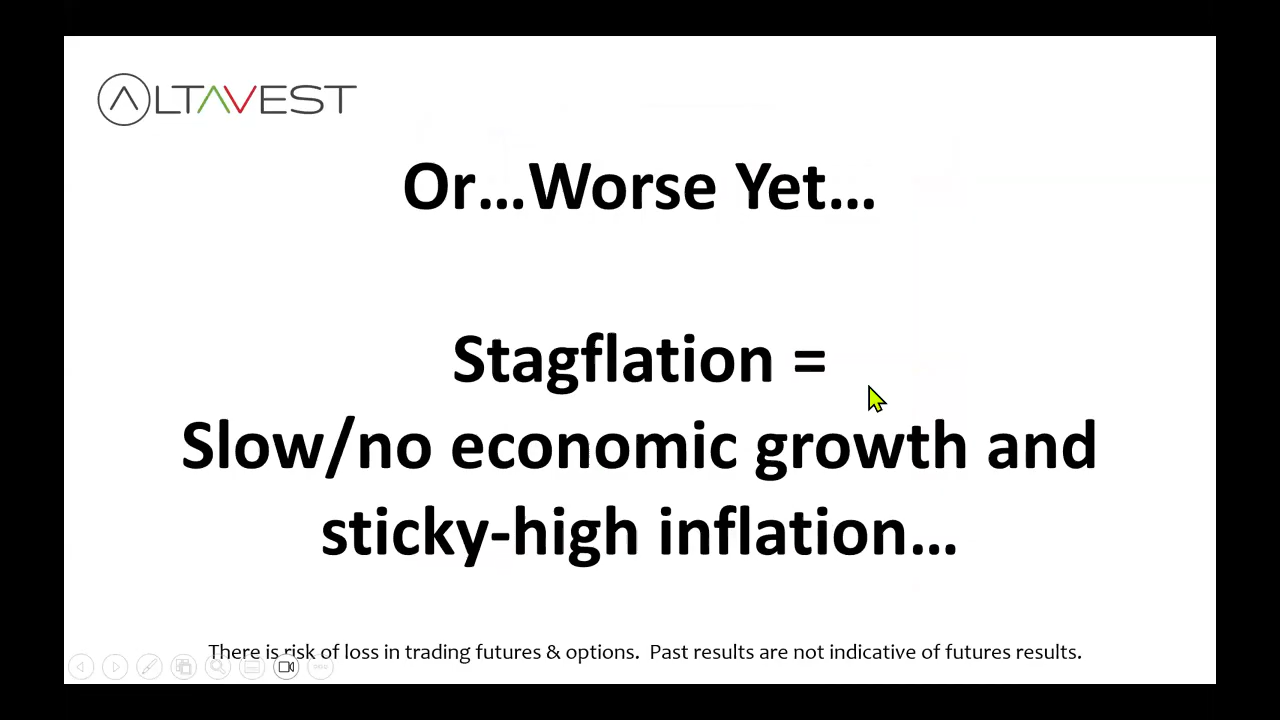 ALTAVEST
Or...Worse Yet...
Stagflation =
Slow/no economic growth and
sticky-high inflation...
There is risk of loss in trading futures & options.  Past results are not indicative of futures results.